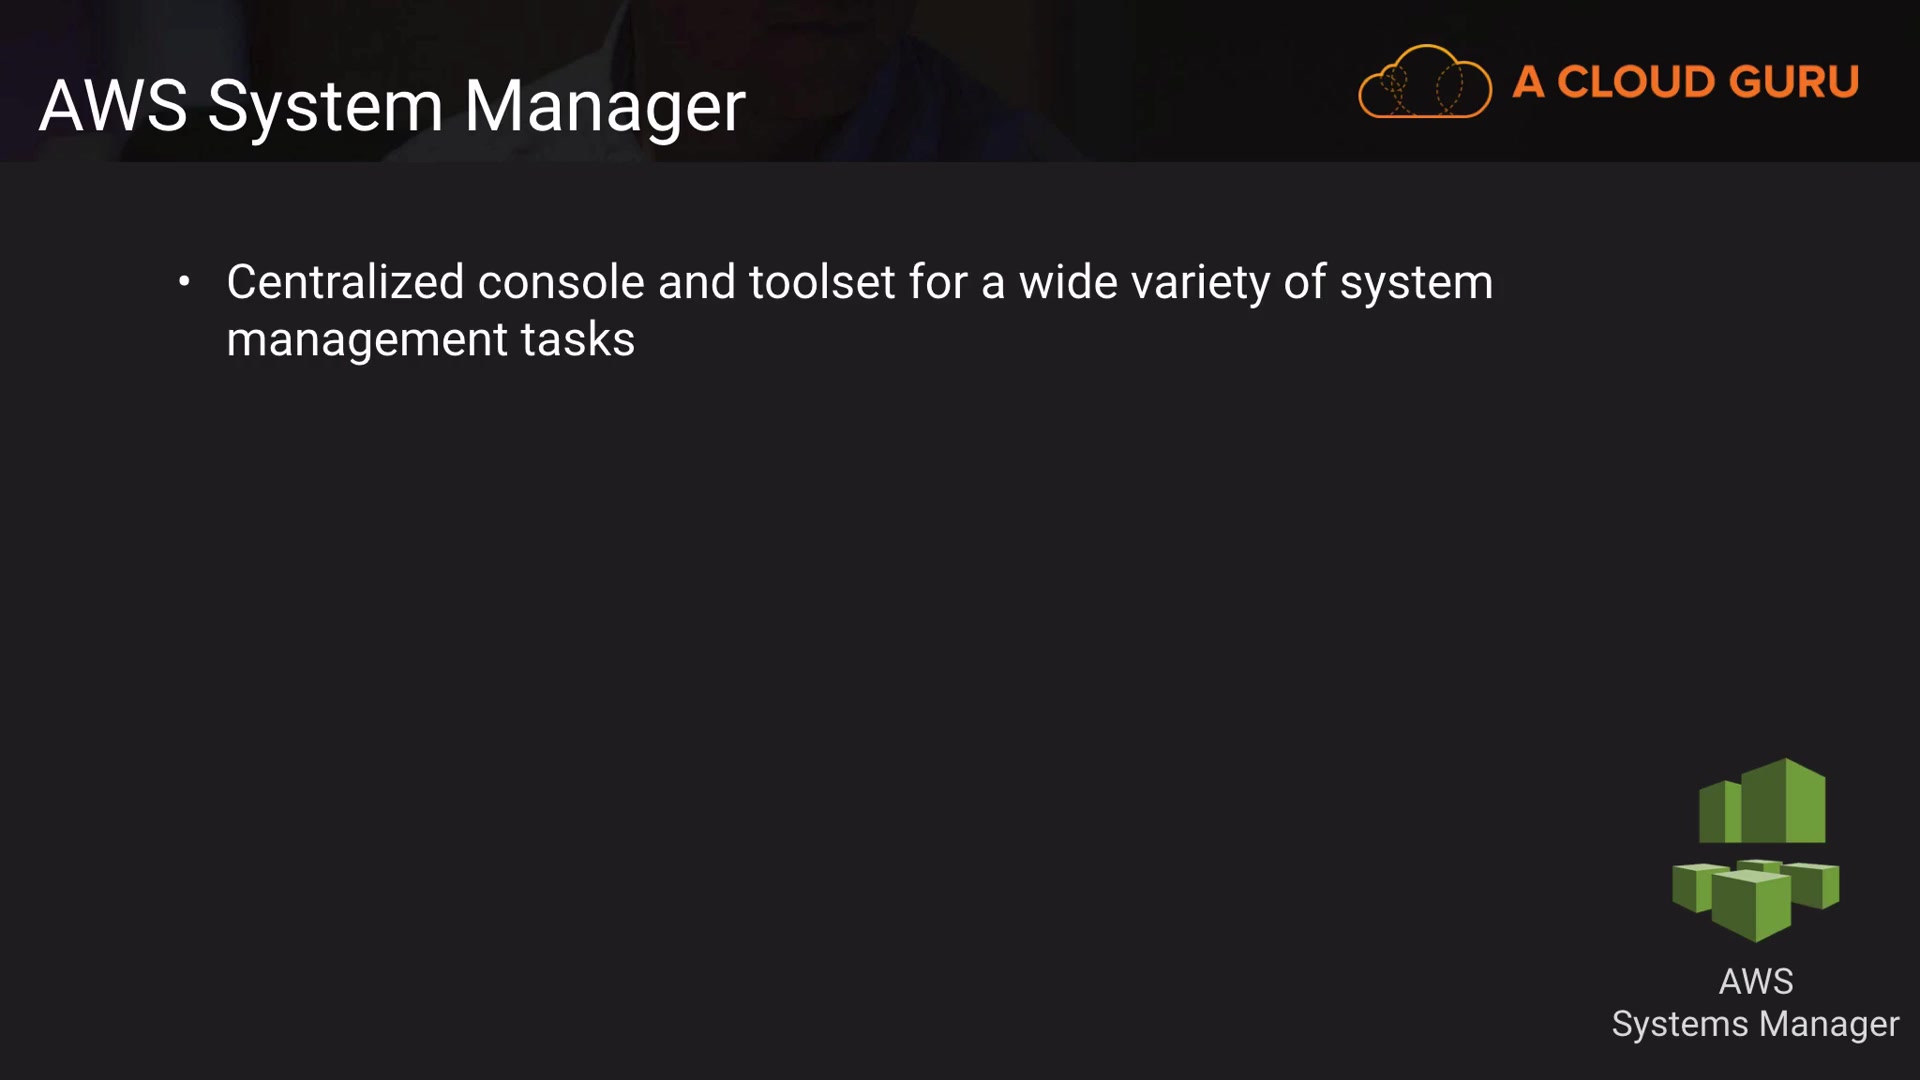 AWS System Manager
A CLOUD GURU
• Centralized console and toolset for a wide variety of system
management tasks
AWS
Systems Manager